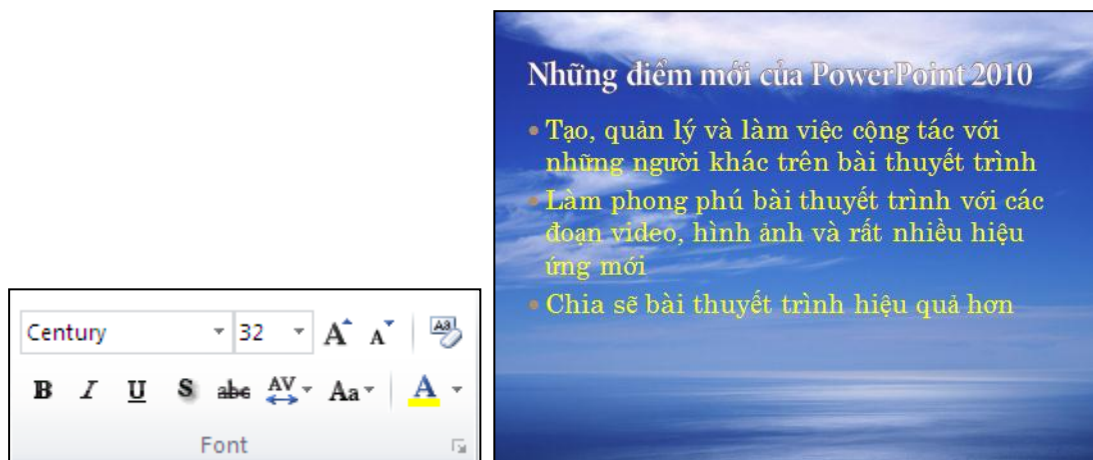 Century 32 A A Aa
B I U S abc AV Aa A
Font
Những điểm mới của PowerPoint 2010
• Tạo, quản lý và làm việc cộng tác với
những người khác trên bài thuyết trình
• Làm phong phú bài thuyết trình với các
đoạn video, hình ảnh và rất nhiều hiệu
ứng mới
• Chia sẽ bài thuyết trình hiệu quả hơn